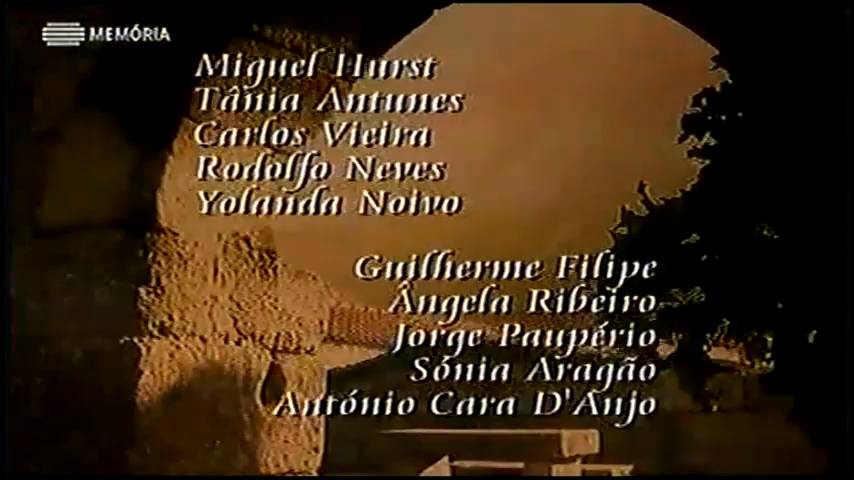 MEMÓRIA
Miguel Hurst
Tânia Antunes
Carlos Vieira
Rodolfo Neves
Yolanda Noivo
Guilherme Filipe
Ângela Ribeiro
Jorge Paupério
Sónia Aragão
António Cara D'Anjo